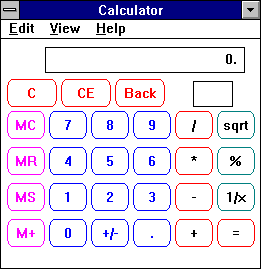 Calculator
Edit View Help
0.
C CE Back
MC 7 8 9 / sqrt
MR 4 5 6 * %
MS 1 2 3 - 1/x
M+ 0 +/- . + =